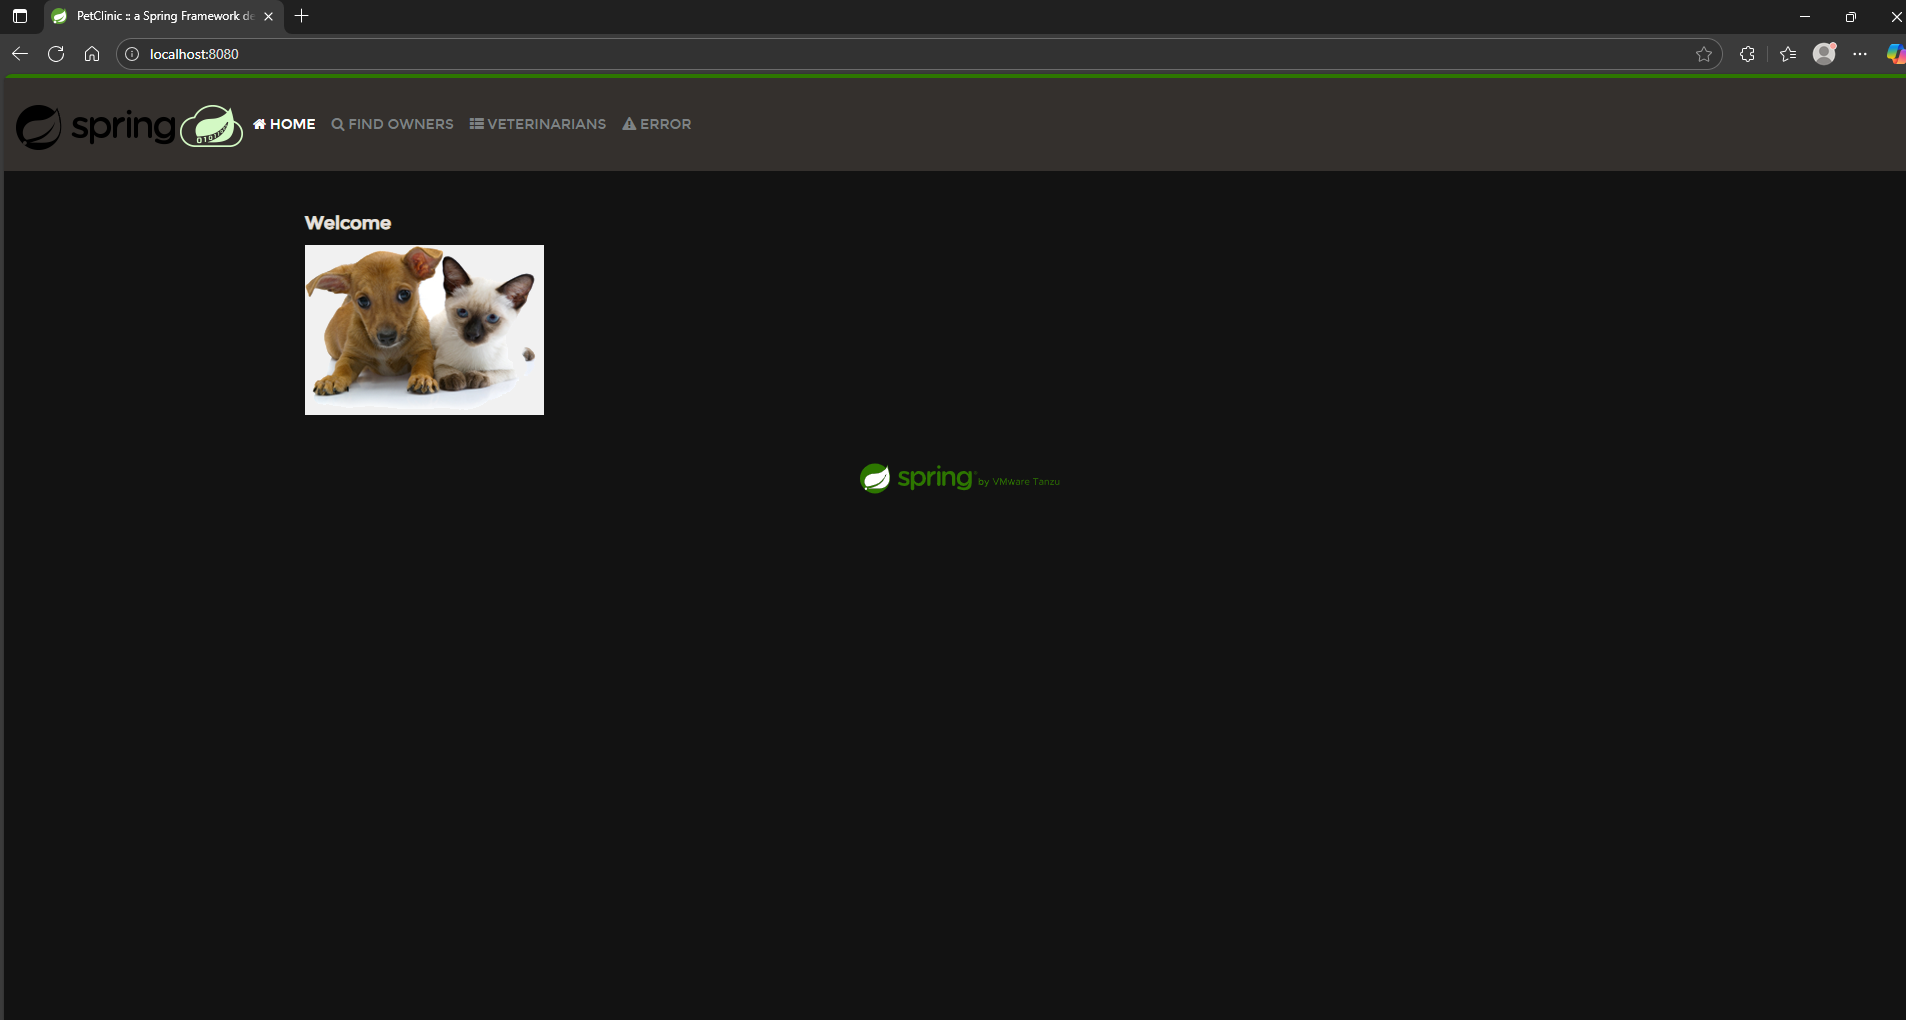 PetClinic :: a Spring Framework de
localhost:8080
spring HOME FIND OWNERS VETERINARIANS ERROR
Welcome
spring by VMware Tanzu